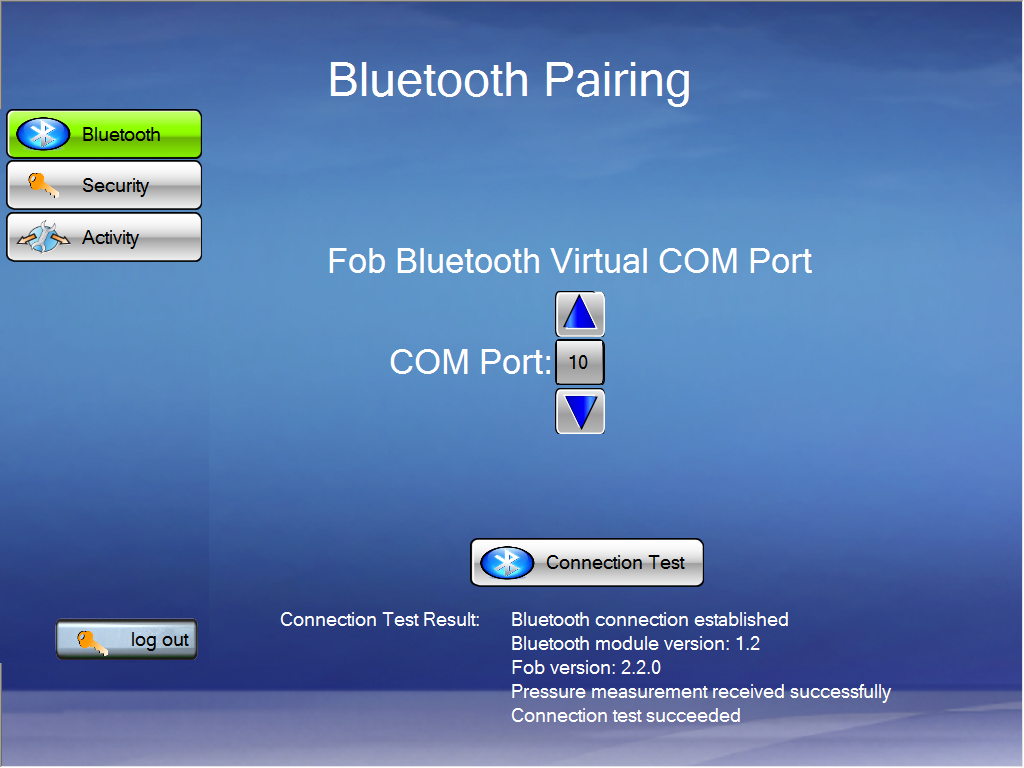 Bluetooth Pairing
Bluetooth
Security
Activity
Fob Bluetooth Virtual COM Port
COM Port: 10
Connection Test
log out
Connection Test Result: Bluetooth connection established
Bluetooth module version: 1.2
Fob version: 2.2.0
Pressure measurement received successfully
Connection test succeeded